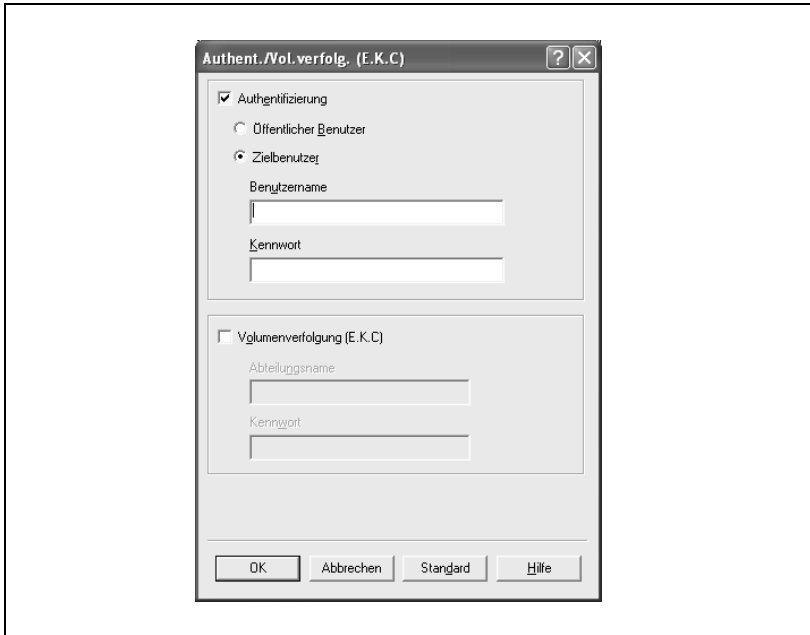 Authent./Vol.verfolg. (E.K.C)
Authentifizierung
Öffentlicher Benutzer
Zielbenutzer
Benutzername
Kennwort
Volumenverfolgung (E.K.C)
Abteilungsname
Kennwort
OK Abbrechen Standard Hilfe